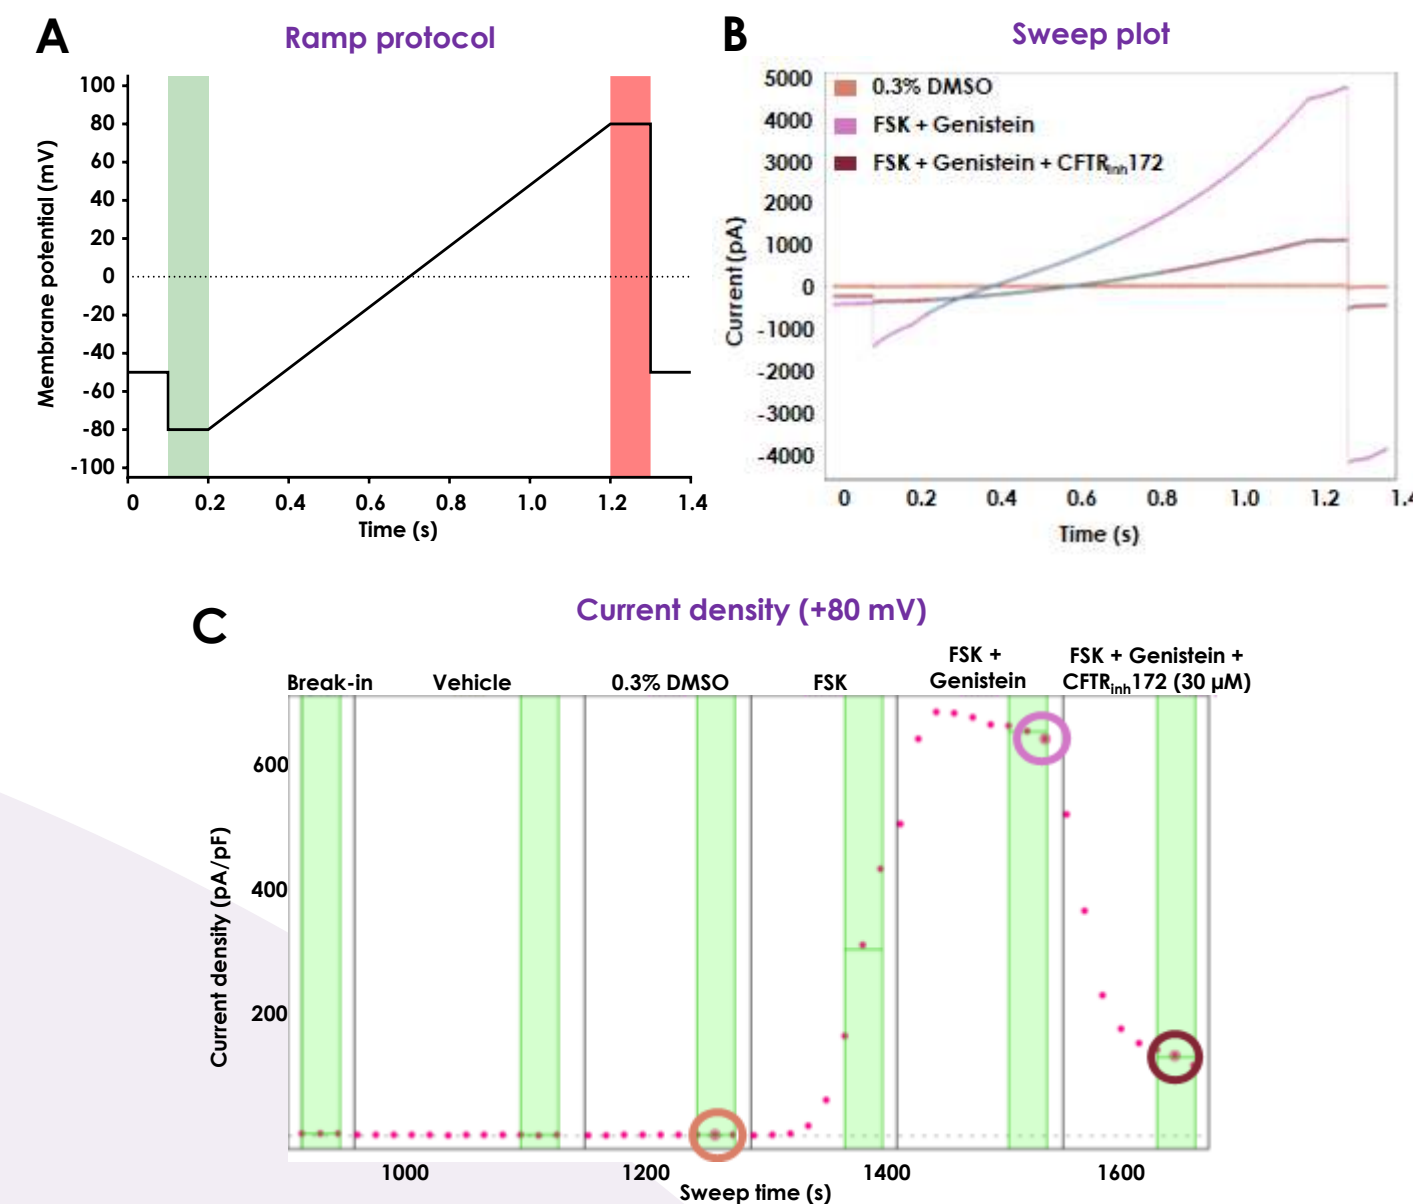 A
Ramp protocol
Membrane potential (mV)
100
80
60
40
20
0
-20
-40
-60
-80
-100
0 0.2 0.4 0.6 0.8 1.0 1.2 1.4
Time (s)
B
Sweep plot
0.3% DMSO
FSK + Genistein
FSK + Genistein + CFTRinh172
Current (pA)
5000
4000
3000
2000
1000
0
-1000
-2000
-3000
-4000
0 0.2 0.4 0.6 0.8 1.0 1.2 1.4
Time (s)
C
Current density (+80 mV)
Break-in
Vehicle
0.3% DMSO
FSK
FSK +
Genistein
FSK + Genistein +
CFTRinh172 (30 µM)
Current density (pA/pF)
600
400
200
1000 1200 1400 1600
Sweep time (s)